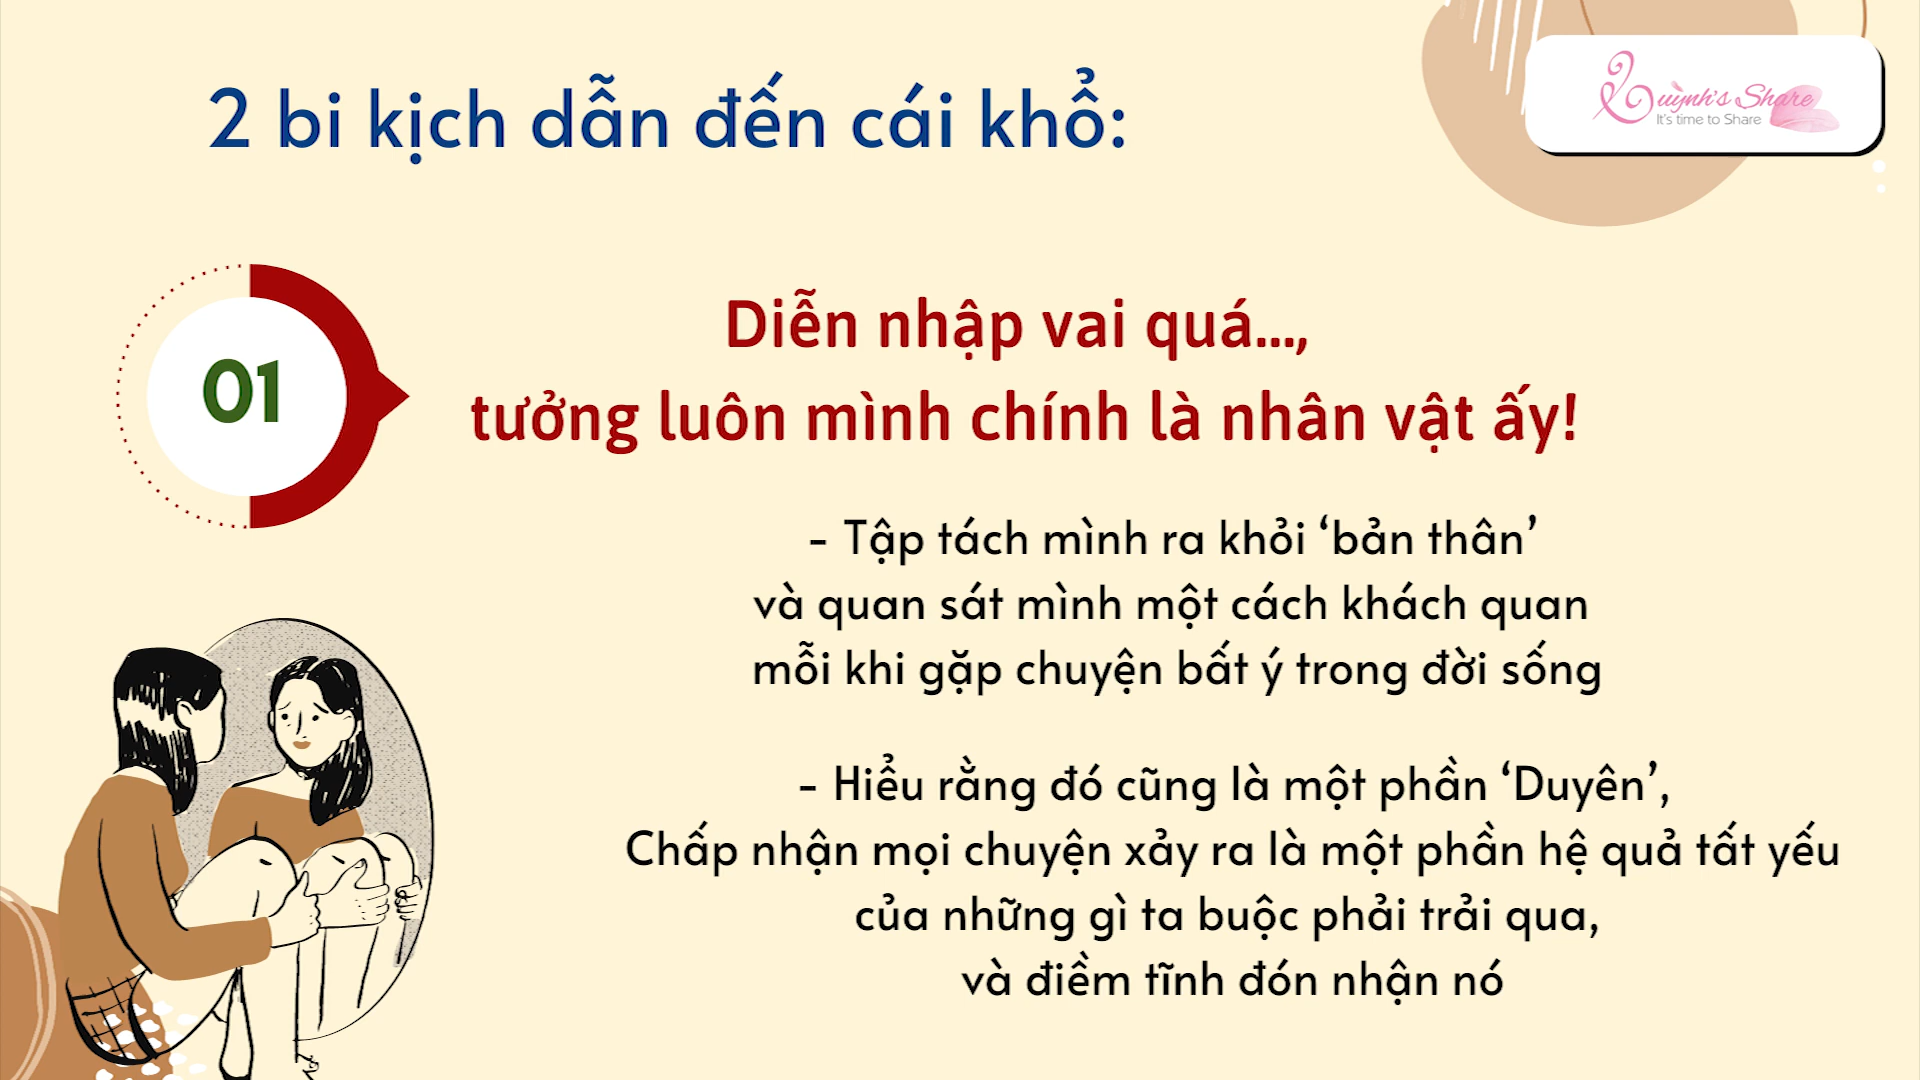 2 bi kịch dẫn đến cái khổ:
Quỳnh's Share
It's time to Share
01
Diễn nhập vai quá...,
tưởng luôn mình chính là nhân vật ấy!
- Tập tách mình ra khỏi ‘bản thân’
và quan sát mình một cách khách quan
mỗi khi gặp chuyện bất ý trong đời sống
- Hiểu rằng đó cũng là một phần ‘Duyên’,
Chấp nhận mọi chuyện xảy ra là một phần hệ quả tất yếu
của những gì ta buộc phải trải qua,
và điềm tĩnh đón nhận nó